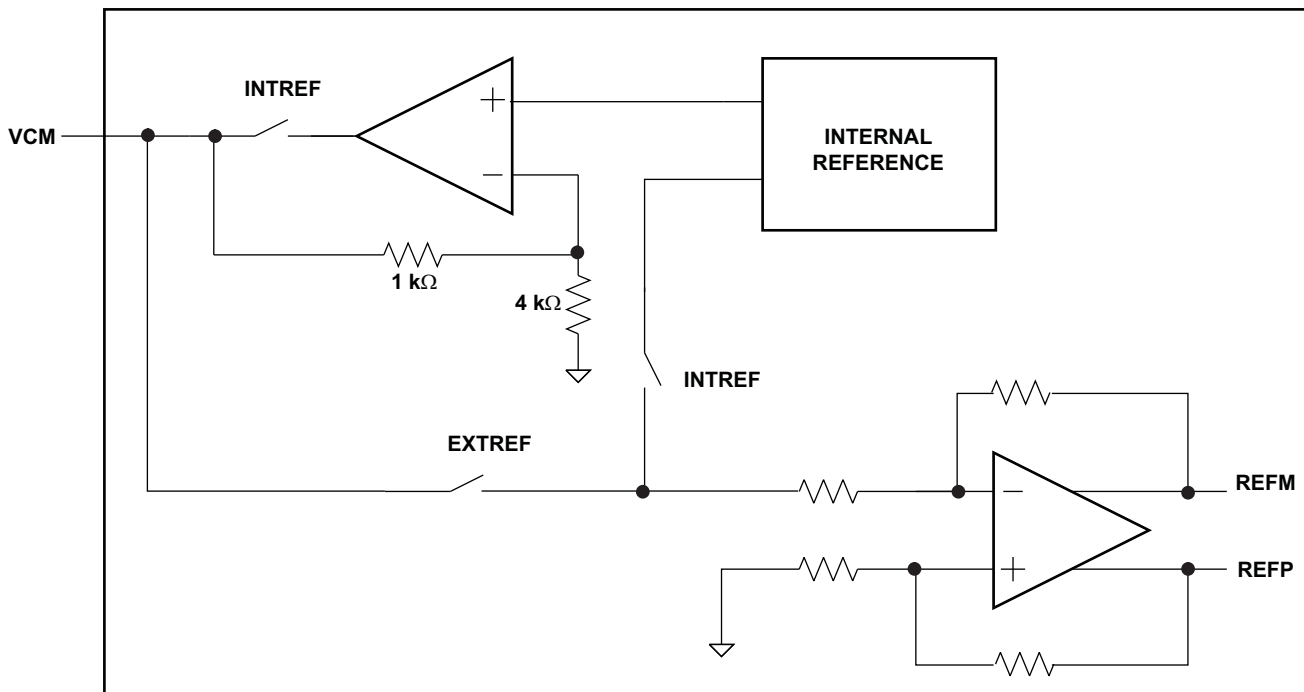 INTREF
VCM
INTERNAL
REFERENCE
1 kΩ
4 kΩ
INTREF
EXTREF
REFM
REFP